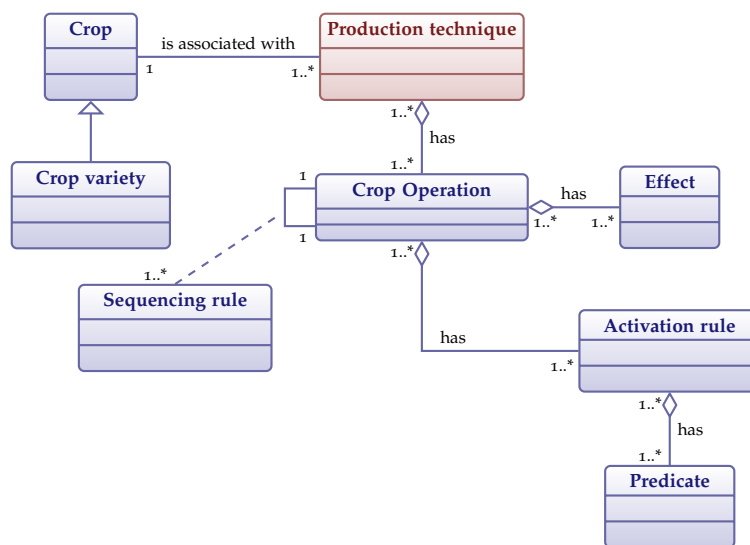 Crop
Production technique
is associated with
1
1..*
1..*
has
1..*
Crop variety
1
Crop Operation
1
has
1..*
1..*
Effect
1..*
1..*
Sequencing rule
has
1..*
Activation rule
1..*
has
1..*
Predicate